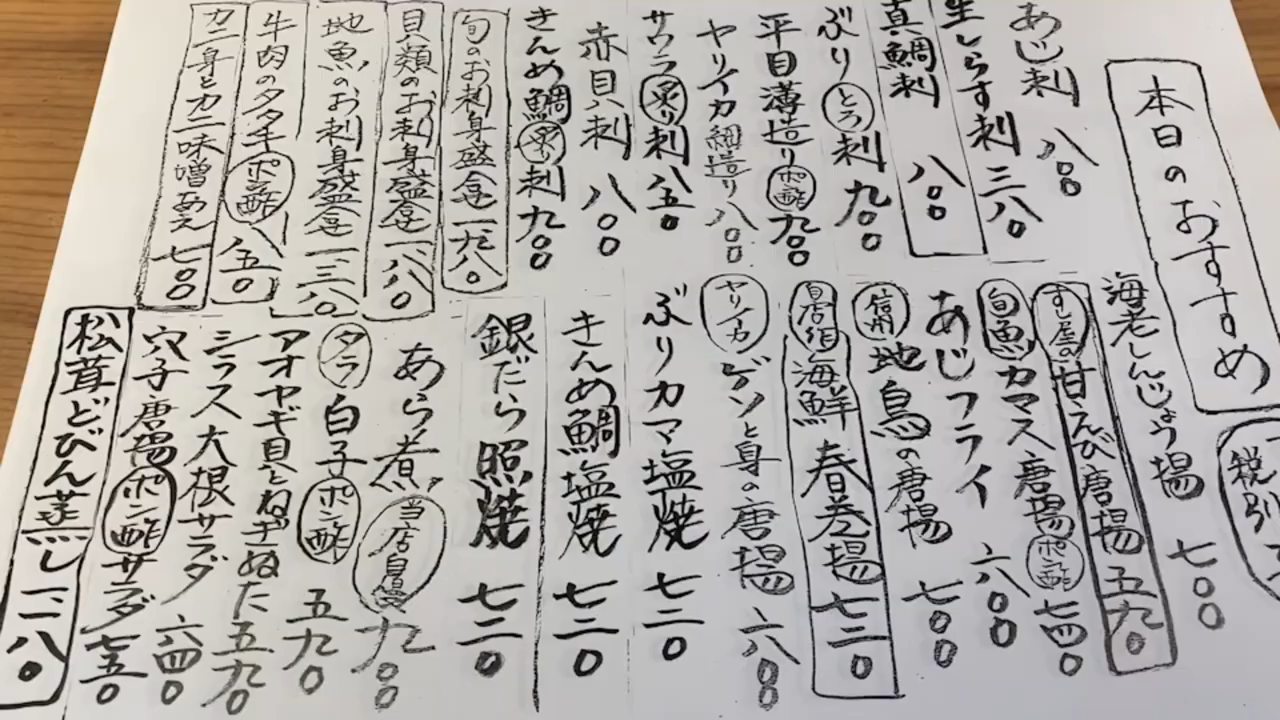 本日のおすすめ
税別
あじ刺 八〇〇
生しらす刺 三八〇
真鯛刺 八〇〇
ぶり とろ 刺 九〇〇
平目薄造り ポン酢 九〇〇
ヤリイカ細造り 八〇〇
サワラ炙り刺 八五〇
赤貝刺 八〇〇
きんめ鯛炙り刺 九〇〇
旬のお刺身盛合せ 一、六八〇
貝類のお刺身盛合せ 一、八八〇
地魚のお刺身盛合せ 一、三八〇
牛肉のタタキ ポン酢 八五〇
カニ身とカニ味噌あえ 七〇〇
海老しんじょう揚 七〇〇
すし屋の甘えび唐揚 五九〇
旬魚 カマス唐揚 ポン酢 七四〇
あじフライ 六八〇
信州 地鳥の唐揚 七〇〇
海鮮春巻揚 七二〇
ヤリイカ ゲソと身の唐揚 六八〇
ぶりカマ塩焼 七二〇
きんめ鯛塩焼 七二〇
銀だら照焼 七二〇
あら煮 当店自慢 九〇〇
タラ 白子 ポン酢 五九〇
アオヤギ貝とねぎぬた 五九〇
シラス大根サラダ 六四〇
穴子唐揚ポン酢サラダ 七五〇
松茸どびん蒸し 一、二八〇